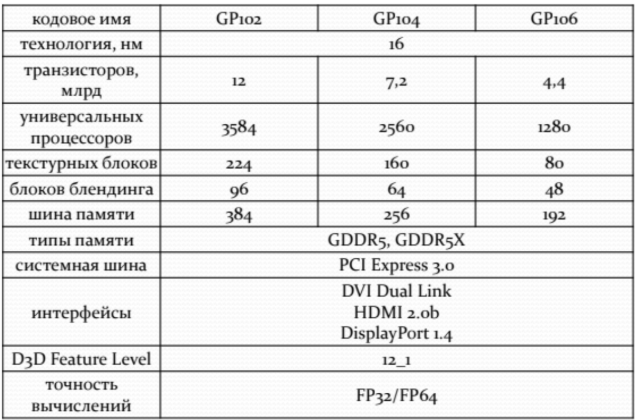 кодовое имя GP102 GP104 GP106
технология, нм 16
транзисторов, млрд 12 7,2 4,4
универсальных процессоров 3584 2560 1280
текстурных блоков 224 160 80
блоков блендинга 96 64 48
шина памяти 384 256 192
типы памяти GDDR5, GDDR5X
системная шина PCI Express 3.0
интерфейсы
DVI Dual Link
HDMI 2.0b
DisplayPort 1.4
D3D Feature Level 12_1
точность вычислений FP32/FP64